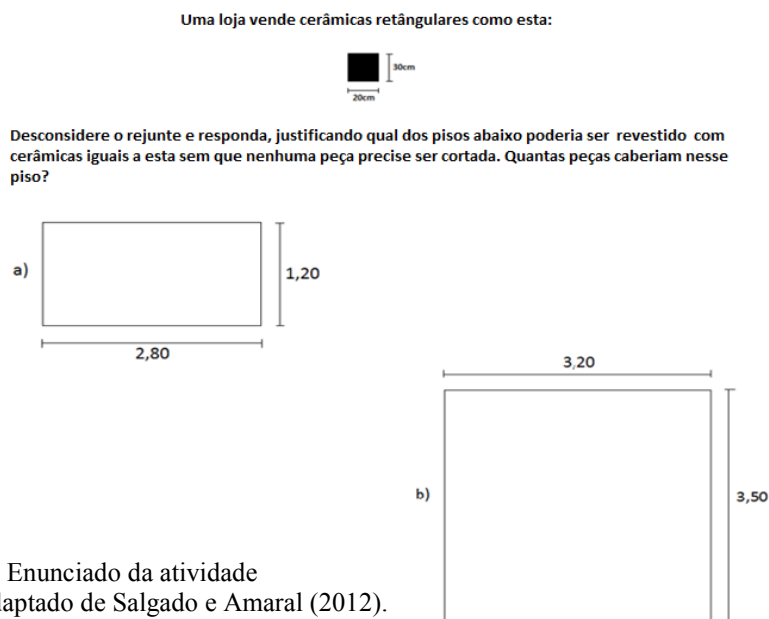 Uma loja vende cerâmicas retângulares como esta:
30cm
20cm
Desconsidere o rejunte e responda, justificando qual dos pisos abaixo poderia ser revestido com
cerâmicas iguais a esta sem que nenhuma peça precise ser cortada. Quantas peças caberiam nesse
piso?
a)
1,20
2,80
3,20
b)
3,50
Enunciado da atividade
daptado de Salgado e Amaral (2012).